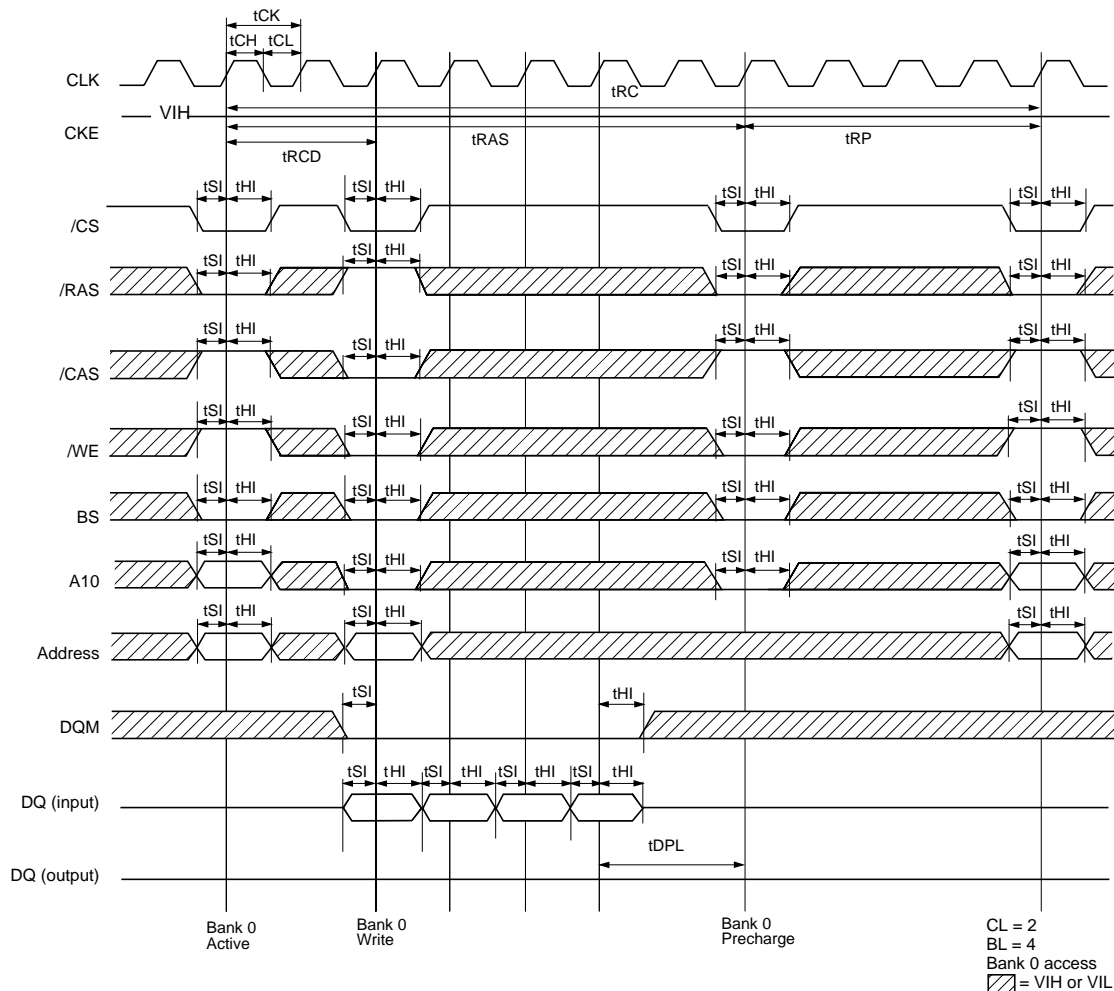 tCK
tCH tCL
CLK
tRC
VIH
CKE
tRAS tRP
tRCD
tSI tHI tSI tHI tSI tHI tSI tHI
/CS
tSI tHI
/RAS
tSI tHI tSI tHI tSI tHI
tSI tHI tSI tHI tSI tHI
/CAS
tSI tHI
tSI tHI tSI tHI
/WE
tSI tHI tSI tHI
tSI tHI tSI tHI tSI tHI tSI tHI
BS
tSI tHI tSI tHI tSI tHI tSI tHI
A10
tSI tHI tSI tHI tSI tHI
Address
tSI tHI
DQM
tSI tHI tSI tHI tSI tHI tSI tHI
DQ (input)
tDPL
DQ (output)
Bank 0
Active
Bank 0
Write
Bank 0
Precharge
CL = 2
BL = 4
Bank 0 access
= VIH or VIL